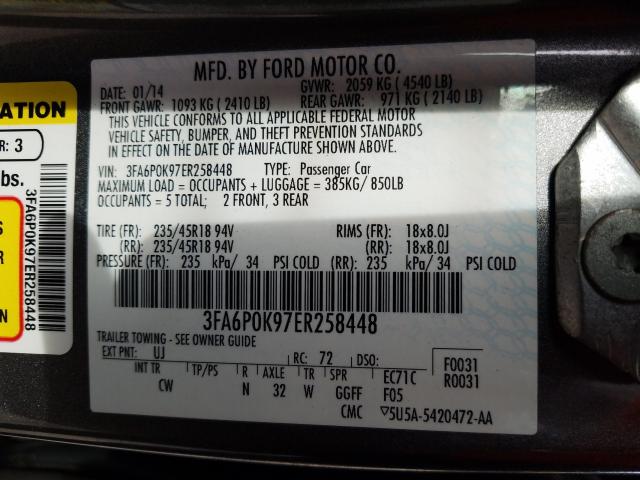 MFD. BY FORD MOTOR CO.
DATE: 01/14 GVWR: 2059 KG ( 4540 LB)
FRONT GAWR: 1093 KG ( 2410 LB) REAR GAWR: 971 KG ( 2140 LB)
THIS VEHICLE CONFORMS TO ALL APPLICABLE FEDERAL MOTOR
VEHICLE SAFETY, BUMPER, AND THEFT PREVENTION STANDARDS
IN EFFECT ON THE DATE OF MANUFACTURE SHOWN ABOVE.
VIN: 3FA6P0K97ER258448 TYPE: Passenger Car
MAXIMUM LOAD = OCCUPANTS + LUGGAGE = 385KG/ 850LB
OCCUPANTS = 5 TOTAL; 2 FRONT, 3 REAR
TIRE (FR): 235/45R18 94V RIMS (FR): 18x8.0J
(RR): 235/45R18 94V (RR): 18x8.0J
PRESSURE (FR): 235 kPa/ 34 PSI COLD (RR): 235 kPa/ 34 PSI COLD
3FA6P0K97ER258448
TRAILER TOWING - SEE OWNER GUIDE
EXT PNT: UJ RC: 72 DSO: F0031
R0031
INT TR TP/PS R AXLE TR SPR EC71C
CW N 32 W GGFF F05
CMC ▽5U5A-5420472-AA
ATION
R: 3
bs.
S
R
N
3FA6P0K97ER258448